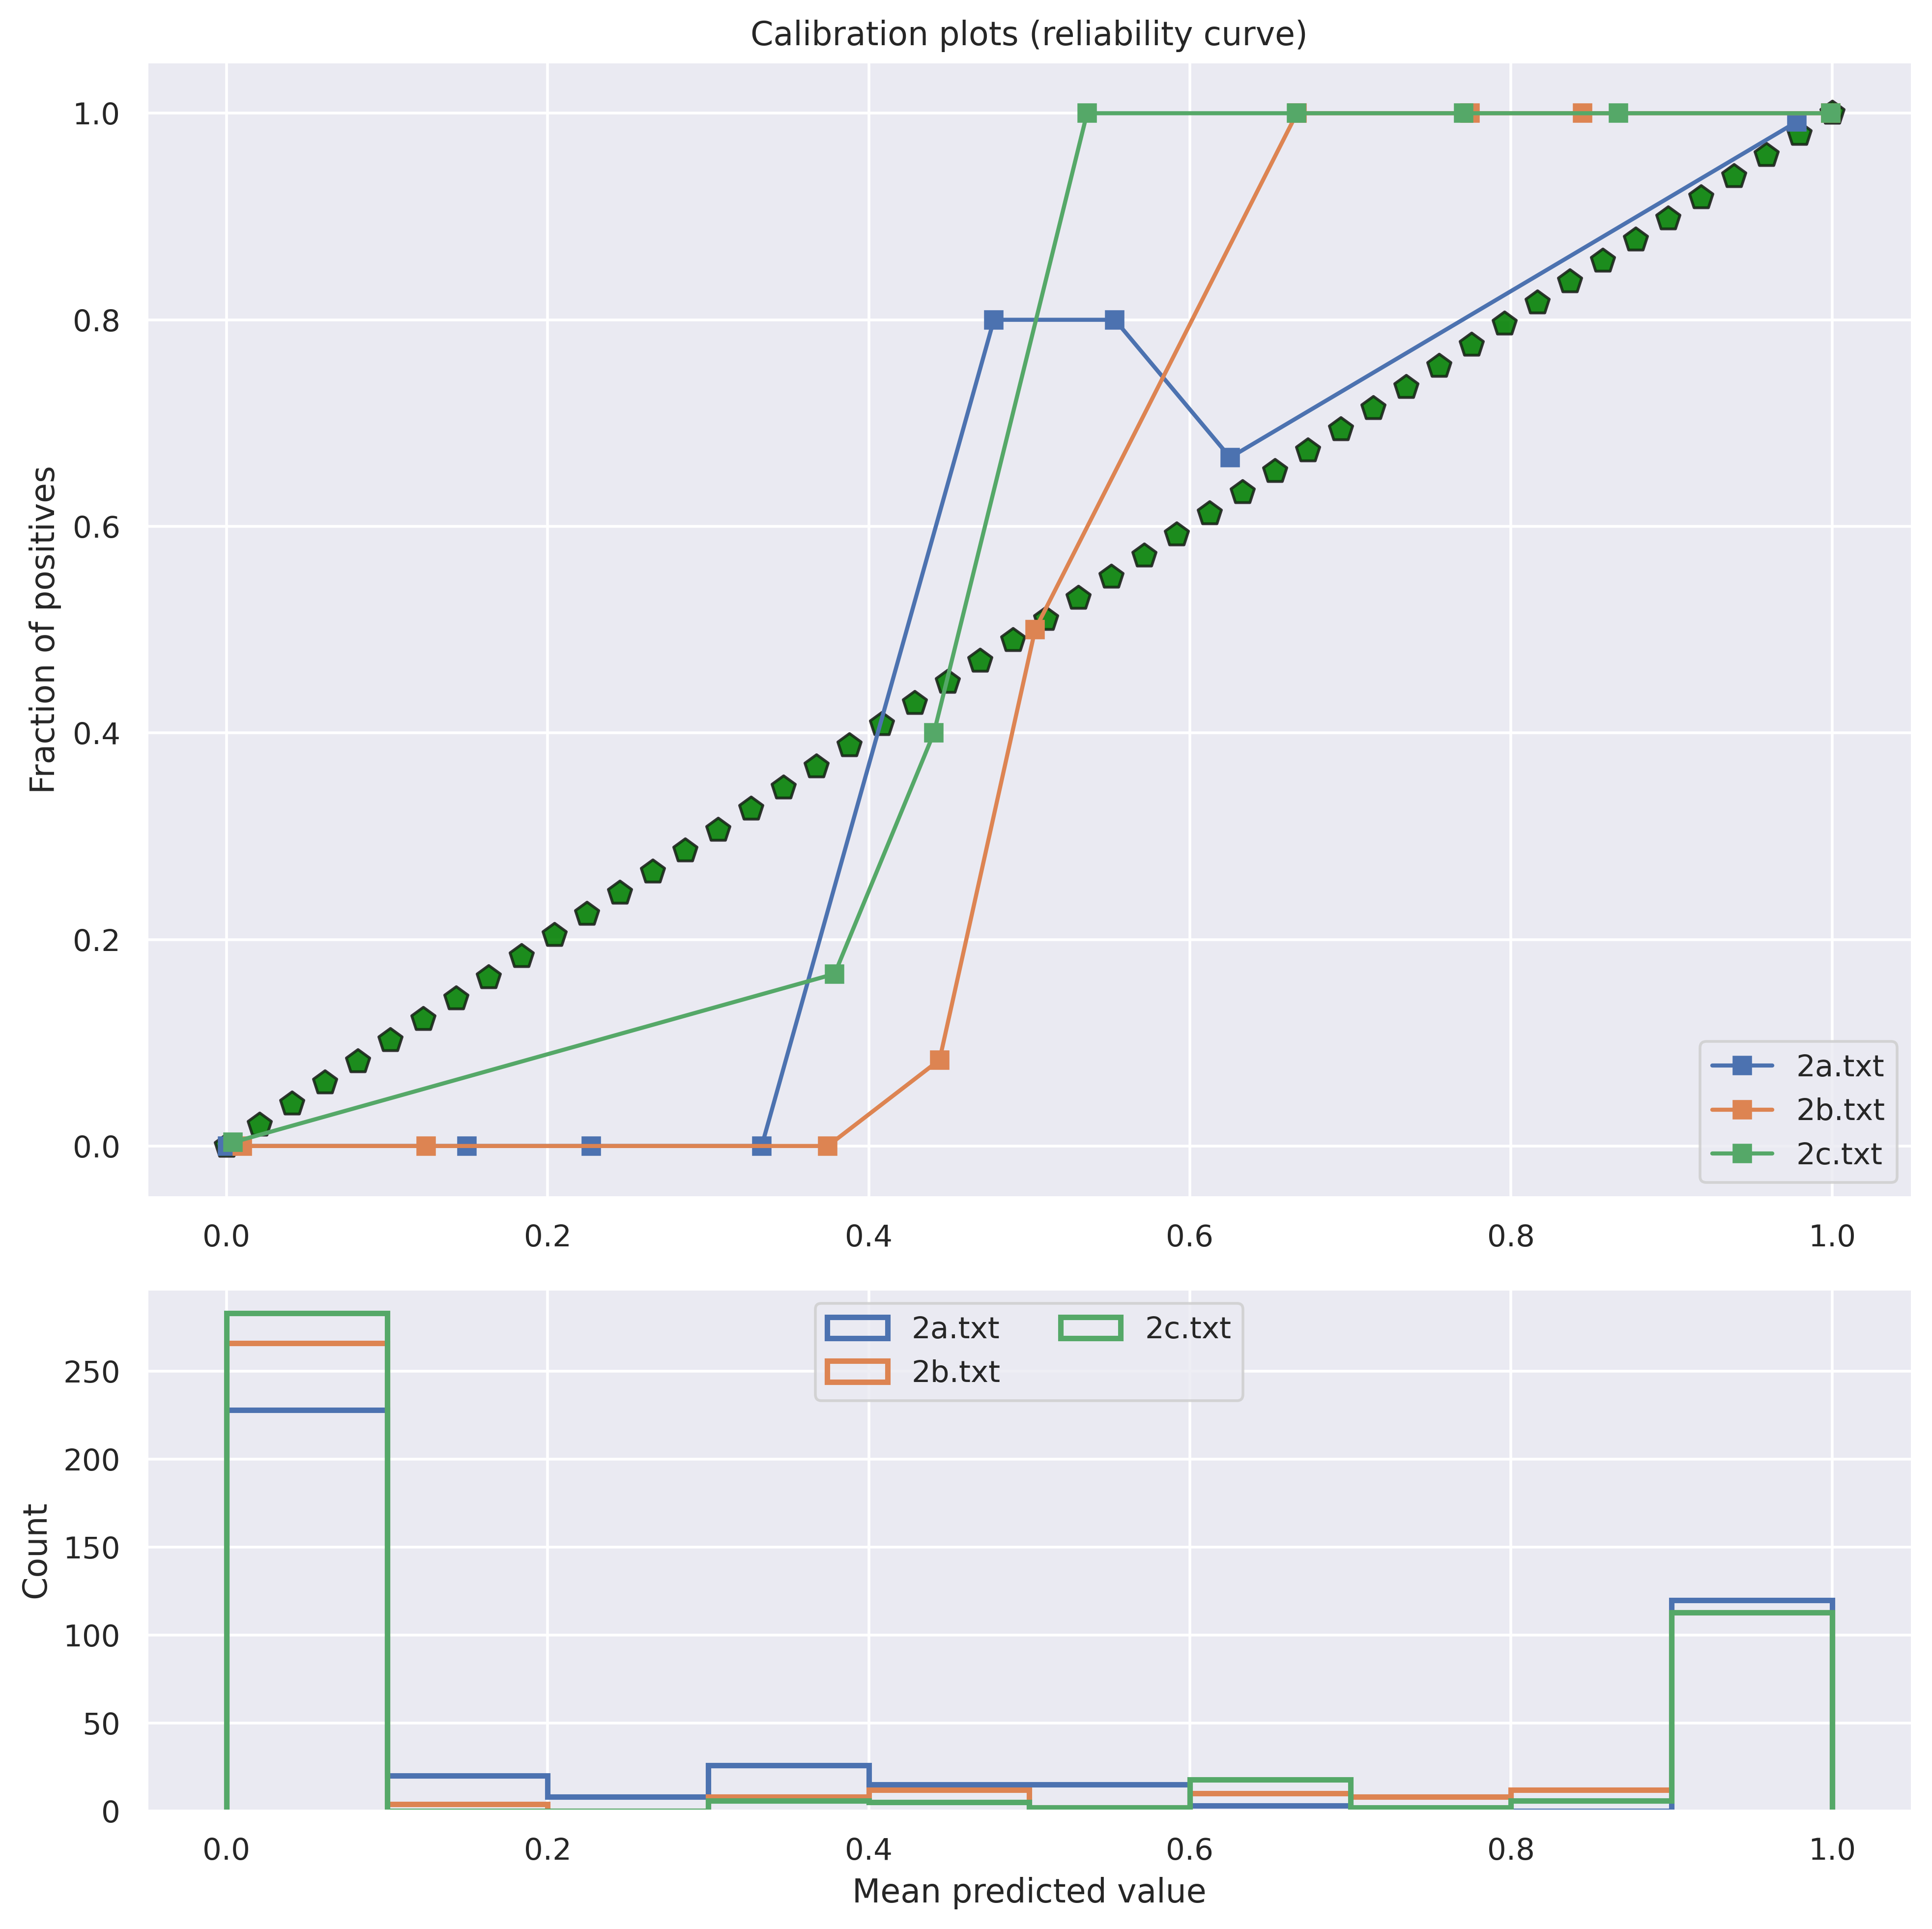 Calibration plots (reliability curve)
1.0
0.8
0.6
0.4
0.2
0.0
Fraction of positives
2a.txt
2b.txt
2c.txt
0.0 0.2 0.4 0.6 0.8 1.0
2a.txt 2c.txt
2b.txt
250
200
150
100
50
0
Count
0.0 0.2 0.4 0.6 0.8 1.0
Mean predicted value